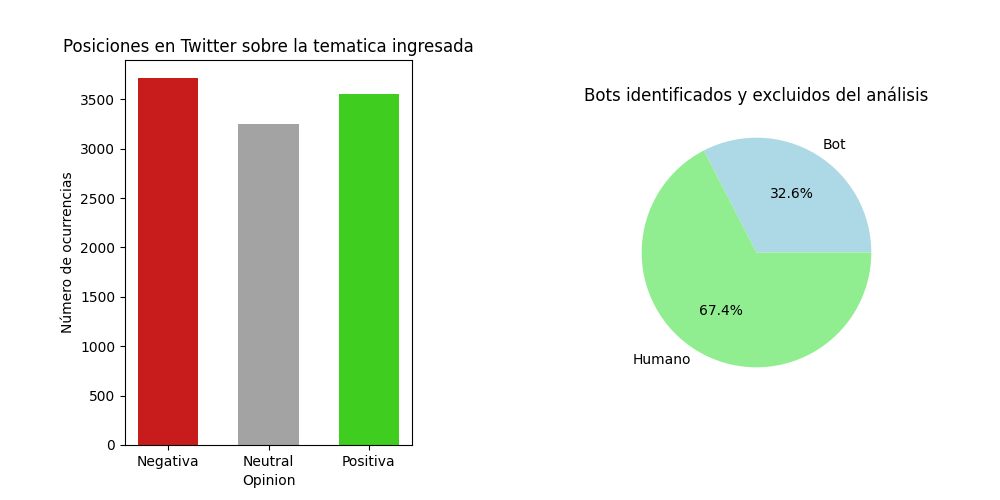 Posiciones en Twitter sobre la tematica ingresada
Número de ocurrencias
3500
3000
2500
2000
1500
1000
500
0
Negativa
Neutral
Positiva
Opinion
Bots identificados y excluidos del análisis
Bot
32.6%
67.4%
Humano